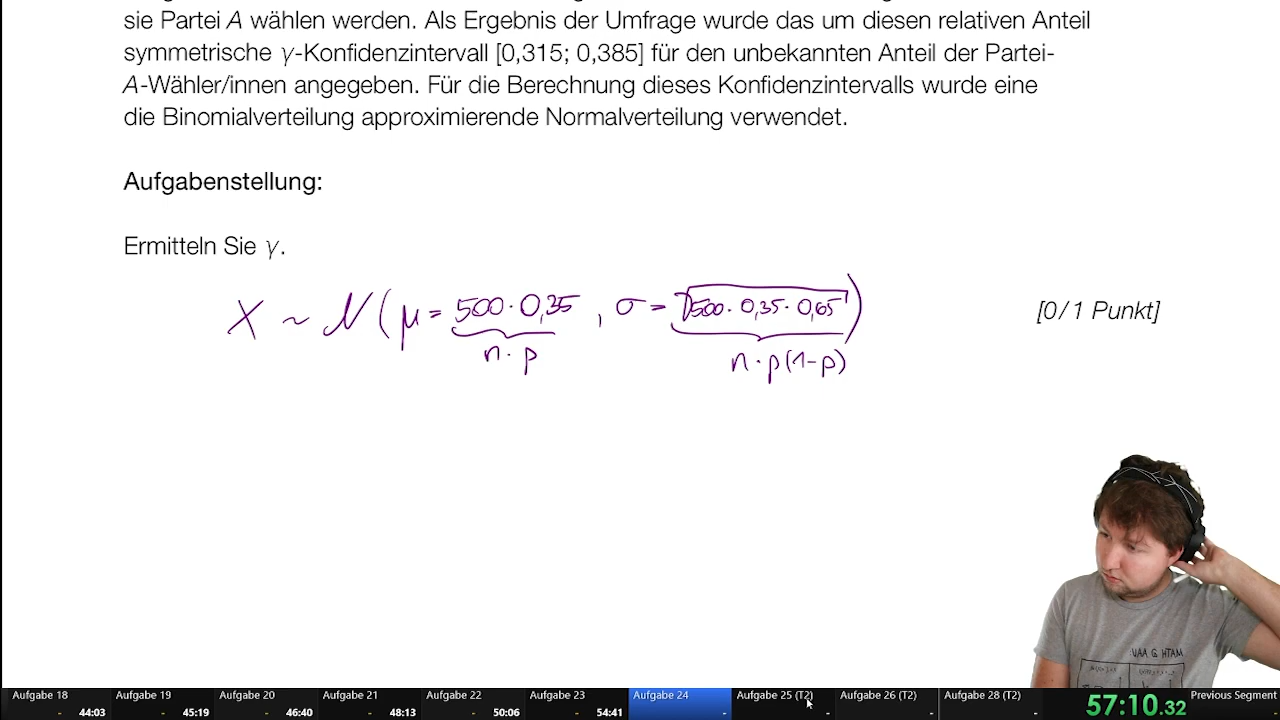 sie Partei A wählen werden. Als Ergebnis der Umfrage wurde das um diesen relativen Anteil
symmetrische γ-Konfidenzintervall [0,315; 0,385] für den unbekannten Anteil der Partei-
A-Wähler/innen angegeben. Für die Berechnung dieses Konfidenzintervalls wurde eine
die Binomialverteilung approximierende Normalverteilung verwendet.
Aufgabenstellung:
Ermitteln Sie γ.
X ~ N(μ = 500 · 0,35 , σ = √500 · 0,35 · 0,65)
[0/1 Punkt]
n · p
n · p(1-p)
Aufgabe 18 Aufgabe 19 Aufgabe 20 Aufgabe 21 Aufgabe 22 Aufgabe 23 Aufgabe 24 Aufgabe 25 (T2) Aufgabe 26 (T2) Aufgabe 28 (T2) 57:10.32 Previous Segment
- 44:03 - 45:19 - 46:40 - 48:13 - 50:06 - 54:41 - - - - -